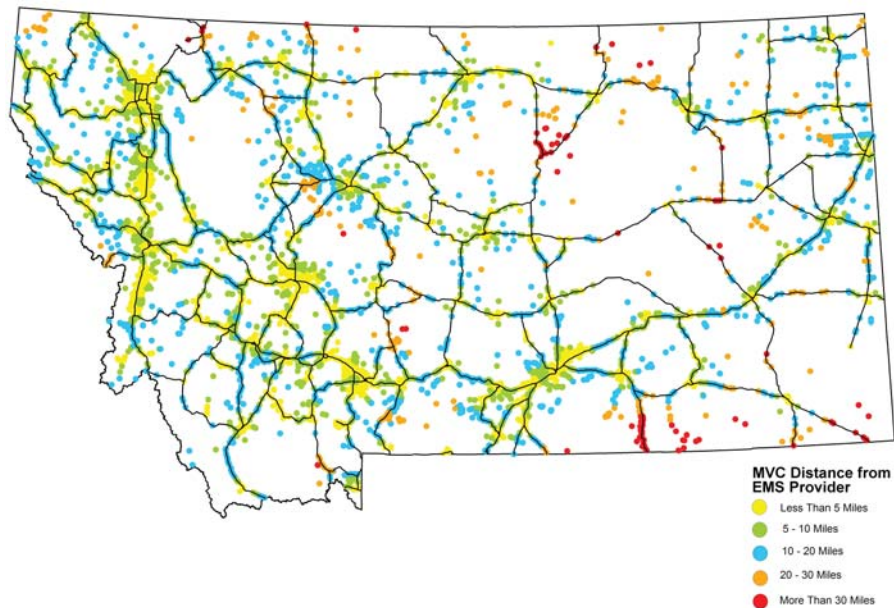 MVC Distance from
EMS Provider
Less Than 5 Miles
5 - 10 Miles
10 - 20 Miles
20 - 30 Miles
More Than 30 Miles